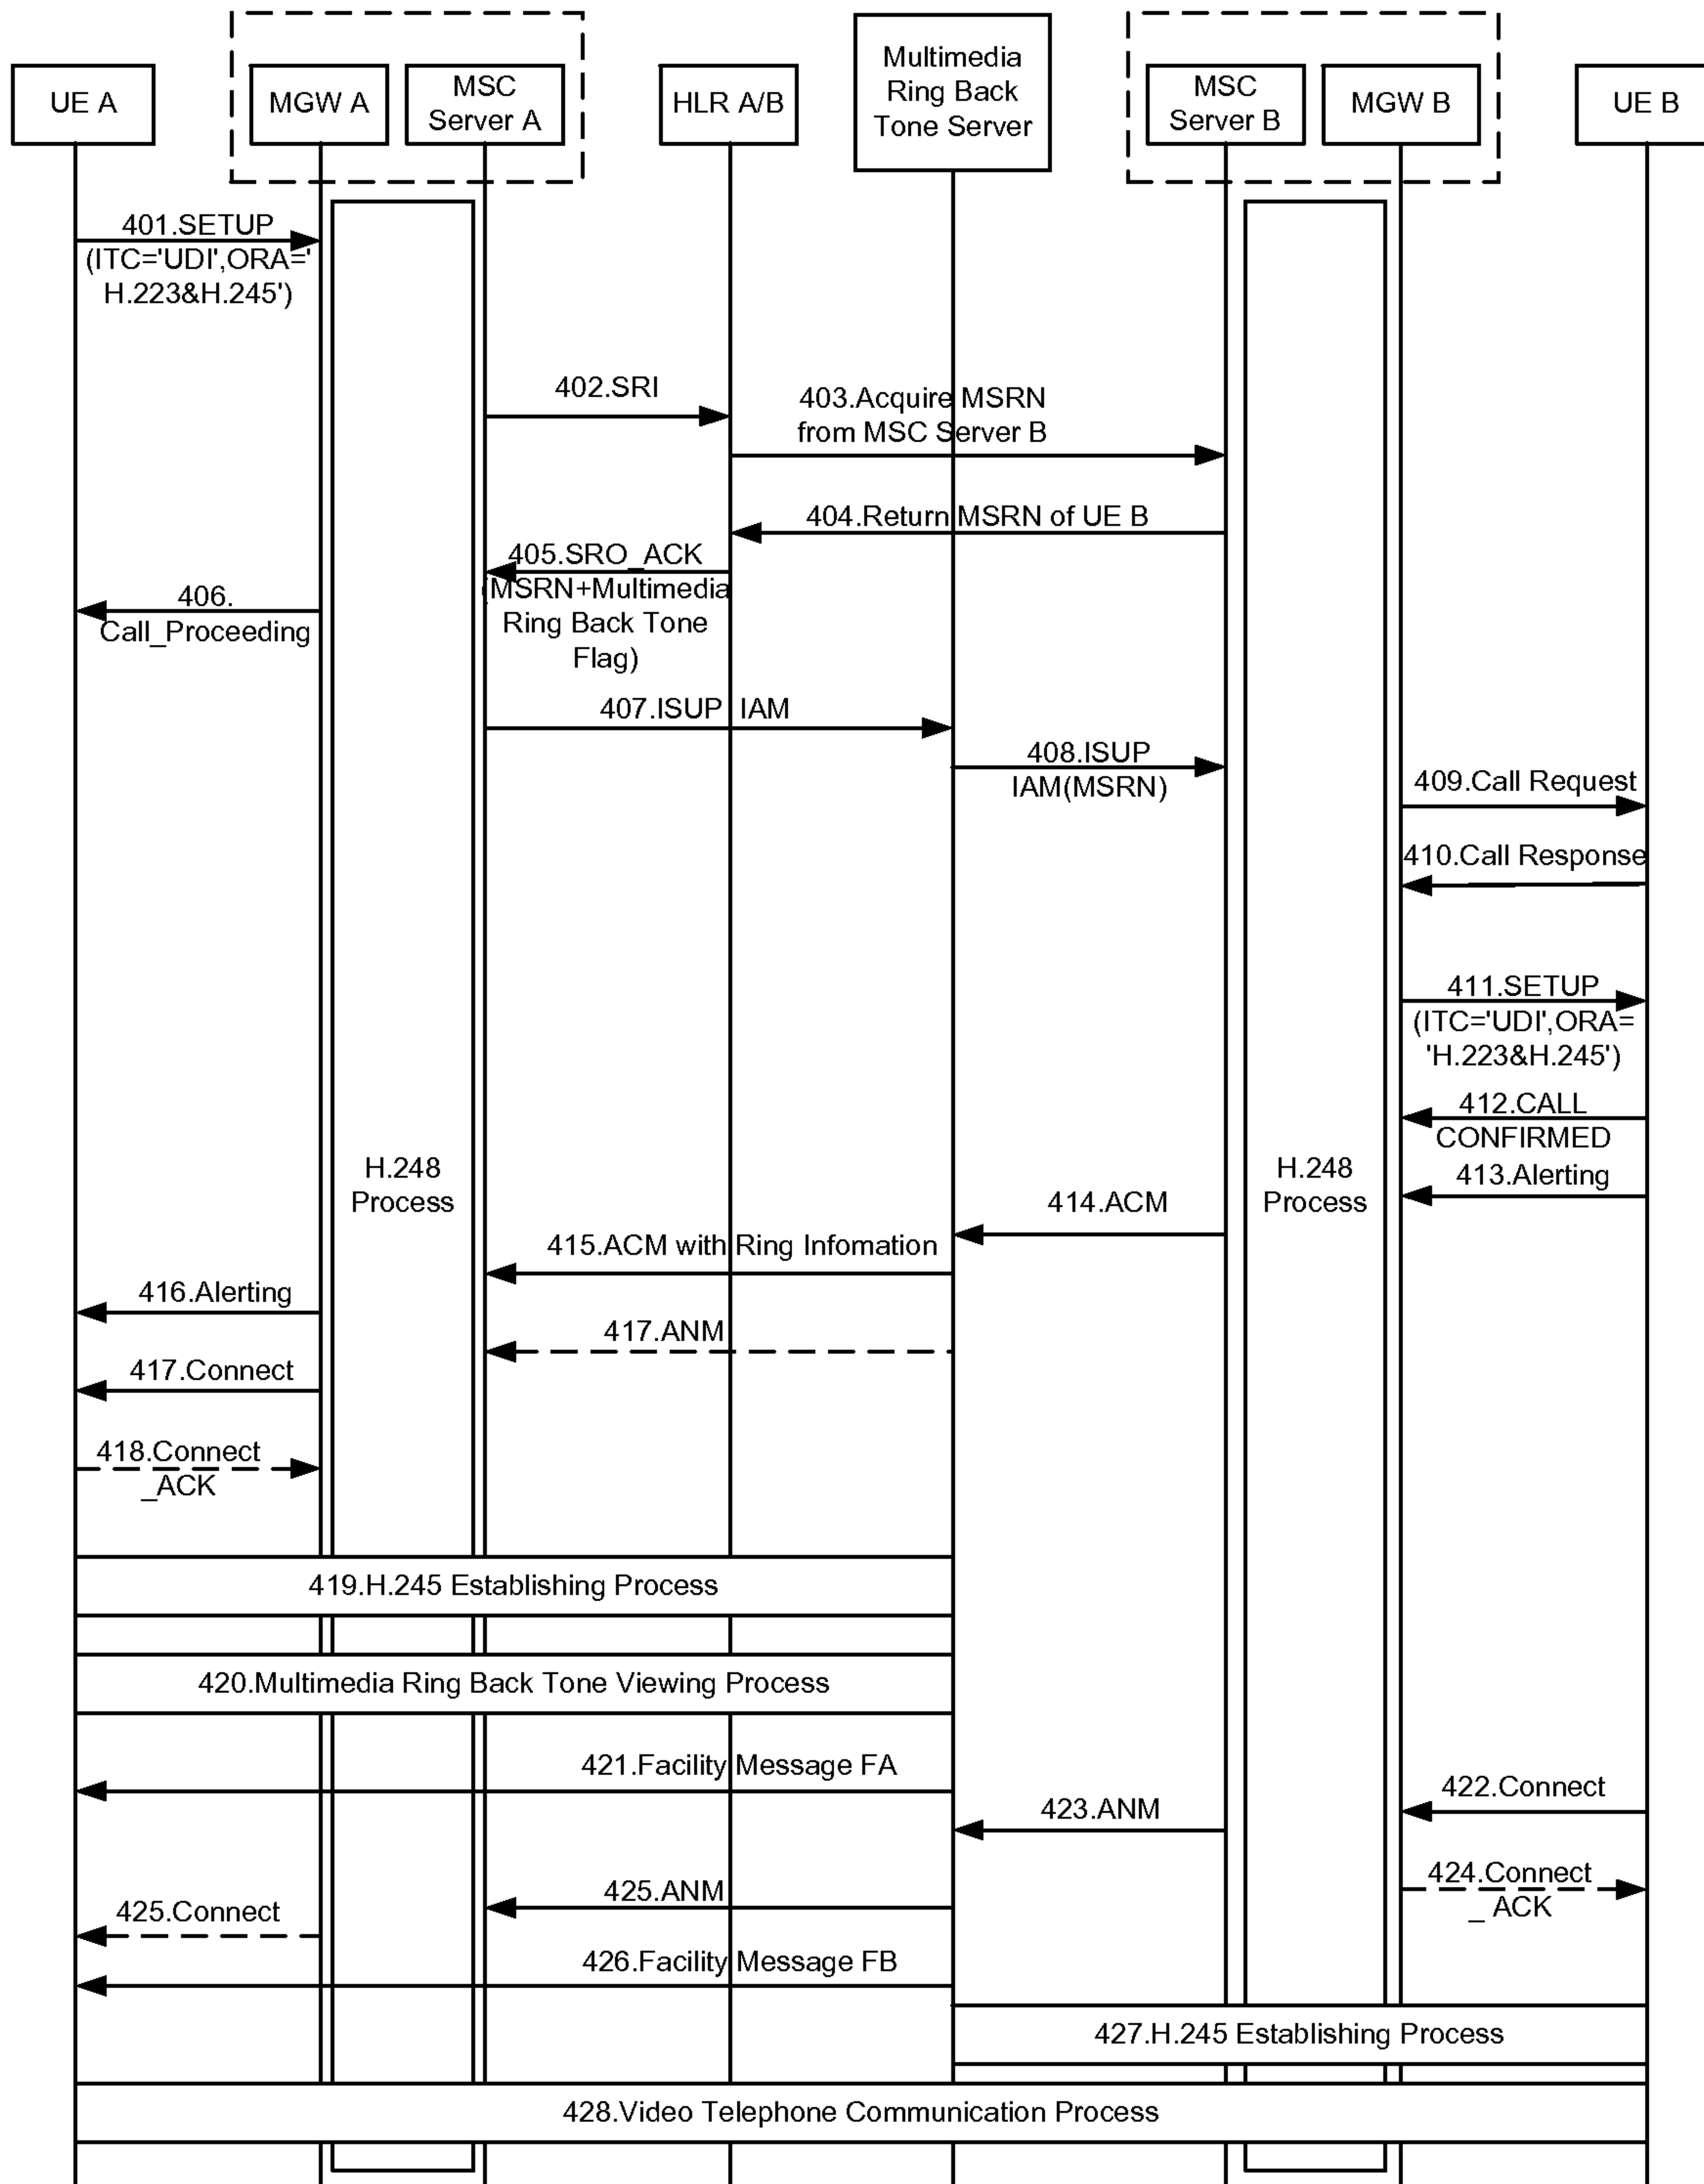 UE A
MGW A
MSC
Server A
HLR A/B
Multimedia
Ring Back
Tone Server
MSC
Server B
MGW B
UE B
401.SETUP
(ITC='UDI',ORA='
H.223&H.245')
402.SRI
403.Acquire MSRN
from MSC Server B
404.Return MSRN of UE B
405.SRO_ACK
(MSRN+Multimedia
Ring Back Tone
Flag)
406.
Call_Proceeding
407.ISUP IAM
408.ISUP
IAM(MSRN)
409.Call Request
410.Call Response
411.SETUP
(ITC='UDI',ORA=
'H.223&H.245')
412.CALL
CONFIRMED
413.Alerting
H.248
Process
H.248
Process
414.ACM
415.ACM with Ring Infomation
416.Alerting
417.ANM
417.Connect
418.Connect
_ACK
419.H.245 Establishing Process
420.Multimedia Ring Back Tone Viewing Process
421.Facility Message FA
422.Connect
423.ANM
424.Connect
_ ACK
425.ANM
425.Connect
426.Facility Message FB
427.H.245 Establishing Process
428.Video Telephone Communication Process